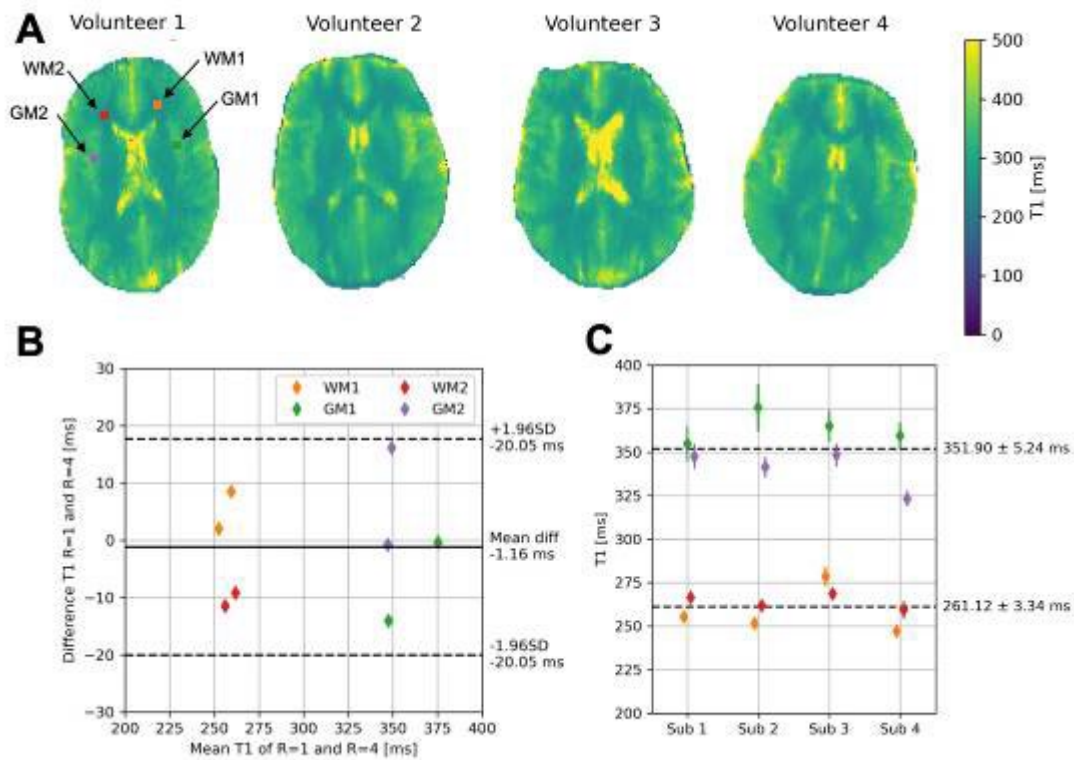 A
Volunteer 1
Volunteer 2
Volunteer 3
Volunteer 4
WM2
WM1
GM2
GM1
500
400
300
200
100
0
T1 [ms]
B
30
20
10
0
−10
−20
−30
Difference T1 R=1 and R=4 [ms]
WM1
WM2
GM1
GM2
+1.96SD
-20.05 ms
Mean diff
-1.16 ms
-1.96SD
-20.05 ms
200 225 250 275 300 325 350 375 400
Mean T1 of R=1 and R=4 [ms]
C
400
375
350
325
300
275
250
225
200
T1 [ms]
351.90 ± 5.24 ms
261.12 ± 3.34 ms
Sub 1 Sub 2 Sub 3 Sub 4